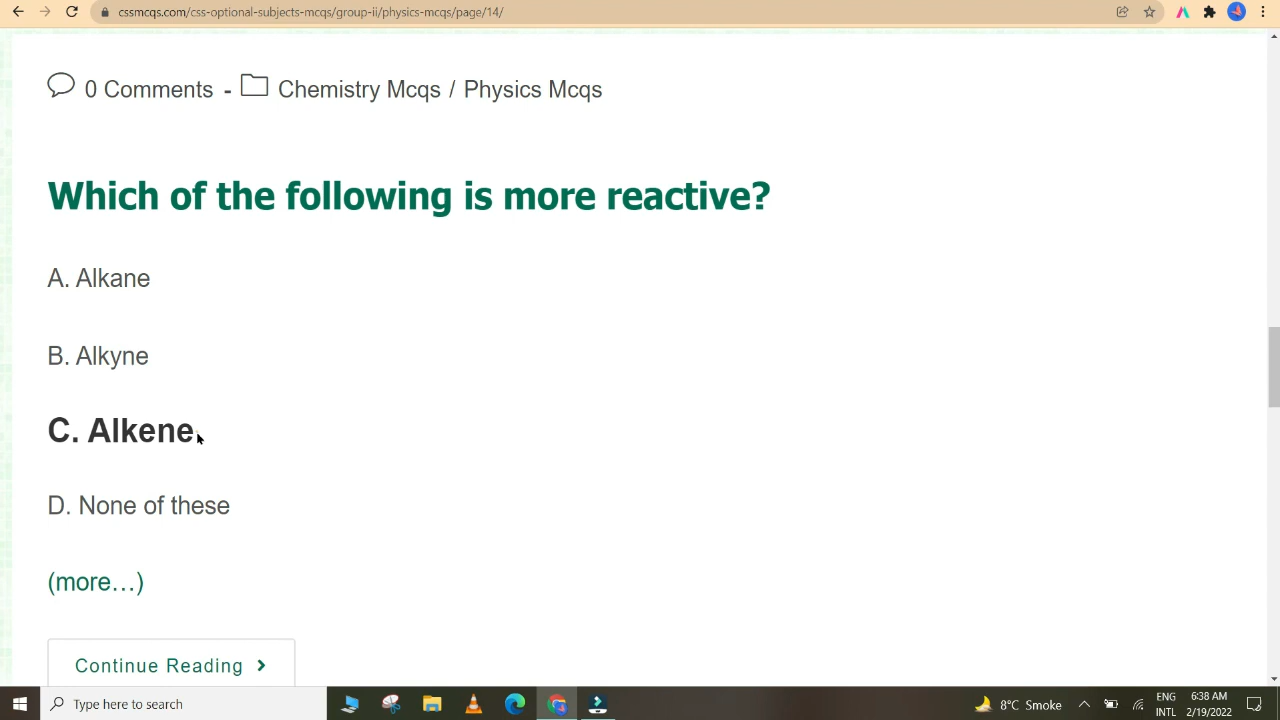 cssmcqs.com/css-optional-subjects-mcqs/group-ii/physics-mcqs/page/14/
0 Comments - Chemistry Mcqs / Physics Mcqs
Which of the following is more reactive?
A. Alkane
B. Alkyne
C. Alkene
D. None of these
(more…)
Continue Reading >
Type here to search
8°C Smoke
ENG
INTL
6:38 AM
2/19/2022